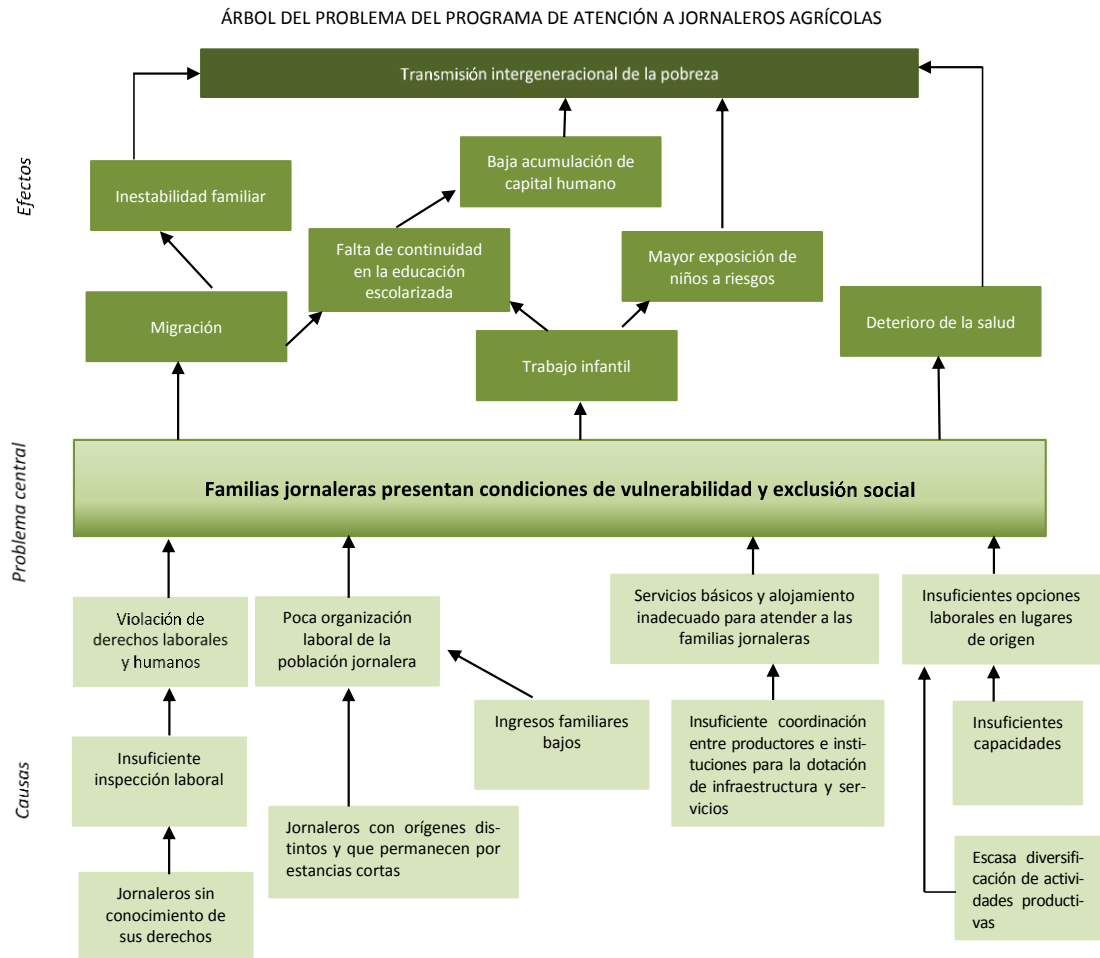 ÁRBOL DEL PROBLEMA DEL PROGRAMA DE ATENCIÓN A JORNALEROS AGRÍCOLAS
Efectos
Transmisión intergeneracional de la pobreza
Baja acumulación de
capital humano
Inestabilidad familiar
Falta de continuidad
en la educación
escolarizada
Mayor exposición de
niños a riesgos
Migración
Deterioro de la salud
Trabajo infantil
Problema central
Familias jornaleras presentan condiciones de vulnerabilidad y exclusión social
Causas
Violación de
derechos laborales
y humanos
Poca organización
laboral de la
población jornalera
Servicios básicos y alojamiento
inadecuado para atender a las
familias jornaleras
Insuficientes opciones
laborales en lugares
de origen
Insuficiente
inspección laboral
Ingresos familiares
bajos
Insuficiente coordinación
entre productores e insti-
tuciones para la dotación
de infraestructura y ser-
vicios
Insuficientes
capacidades
Jornaleros con orígenes dis-
tintos y que permanecen por
estancias cortas
Jornaleros sin
conocimiento de
sus derechos
Escasa diversifi-
cación de activi-
dades producti-
vas